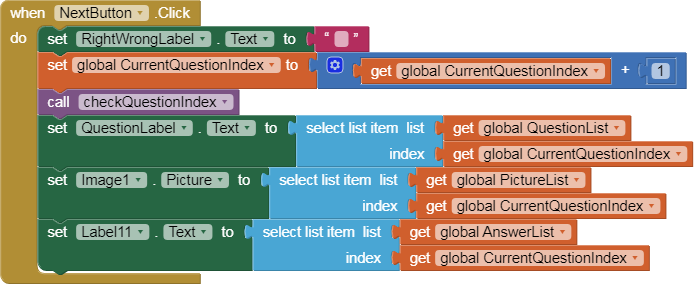 when NextButton .Click
do set RightWrongLabel . Text to " "
set global CurrentQuestionIndex to get global CurrentQuestionIndex + 1
call checkQuestionIndex
set QuestionLabel . Text to select list item list get global QuestionList
index get global CurrentQuestionIndex
set Image1 . Picture to select list item list get global PictureList
index get global CurrentQuestionIndex
set Label11 . Text to select list item list get global AnswerList
index get global CurrentQuestionIndex